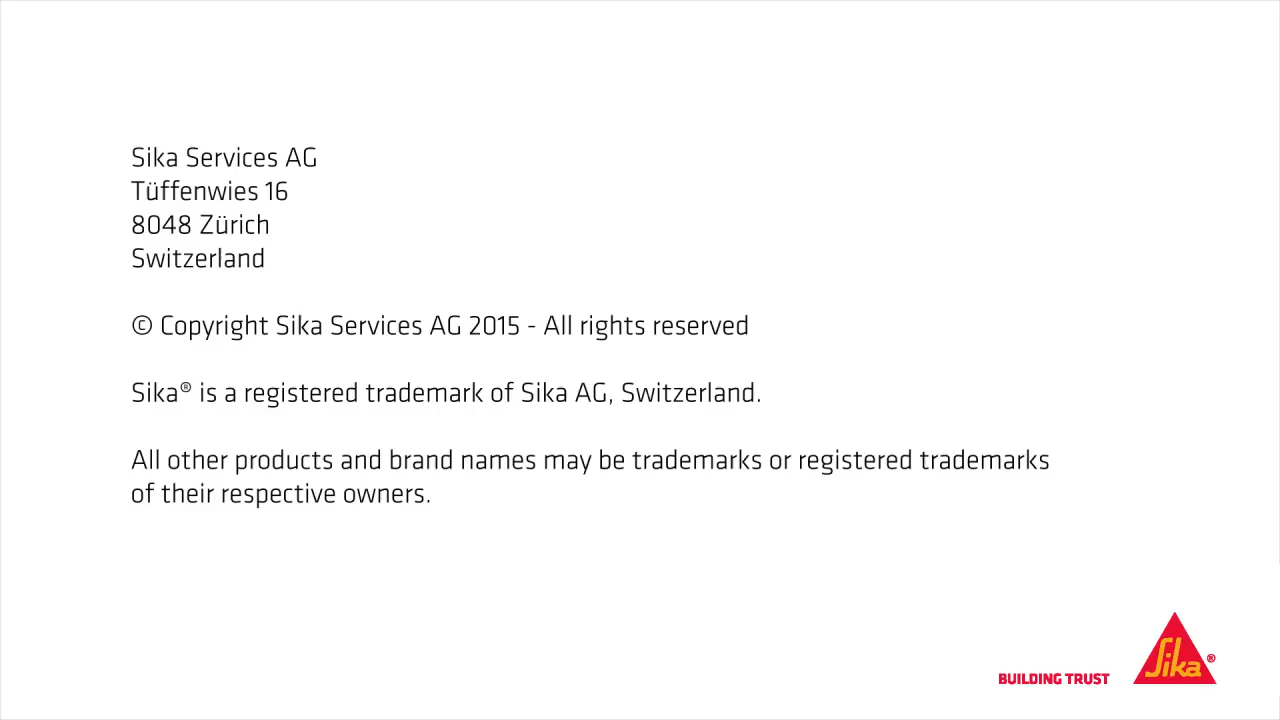 Sika Services AG
Tüffenwies 16
8048 Zürich
Switzerland
© Copyright Sika Services AG 2015 - All rights reserved
Sika® is a registered trademark of Sika AG, Switzerland.
All other products and brand names may be trademarks or registered trademarks
of their respective owners.
BUILDING TRUST
Sika®